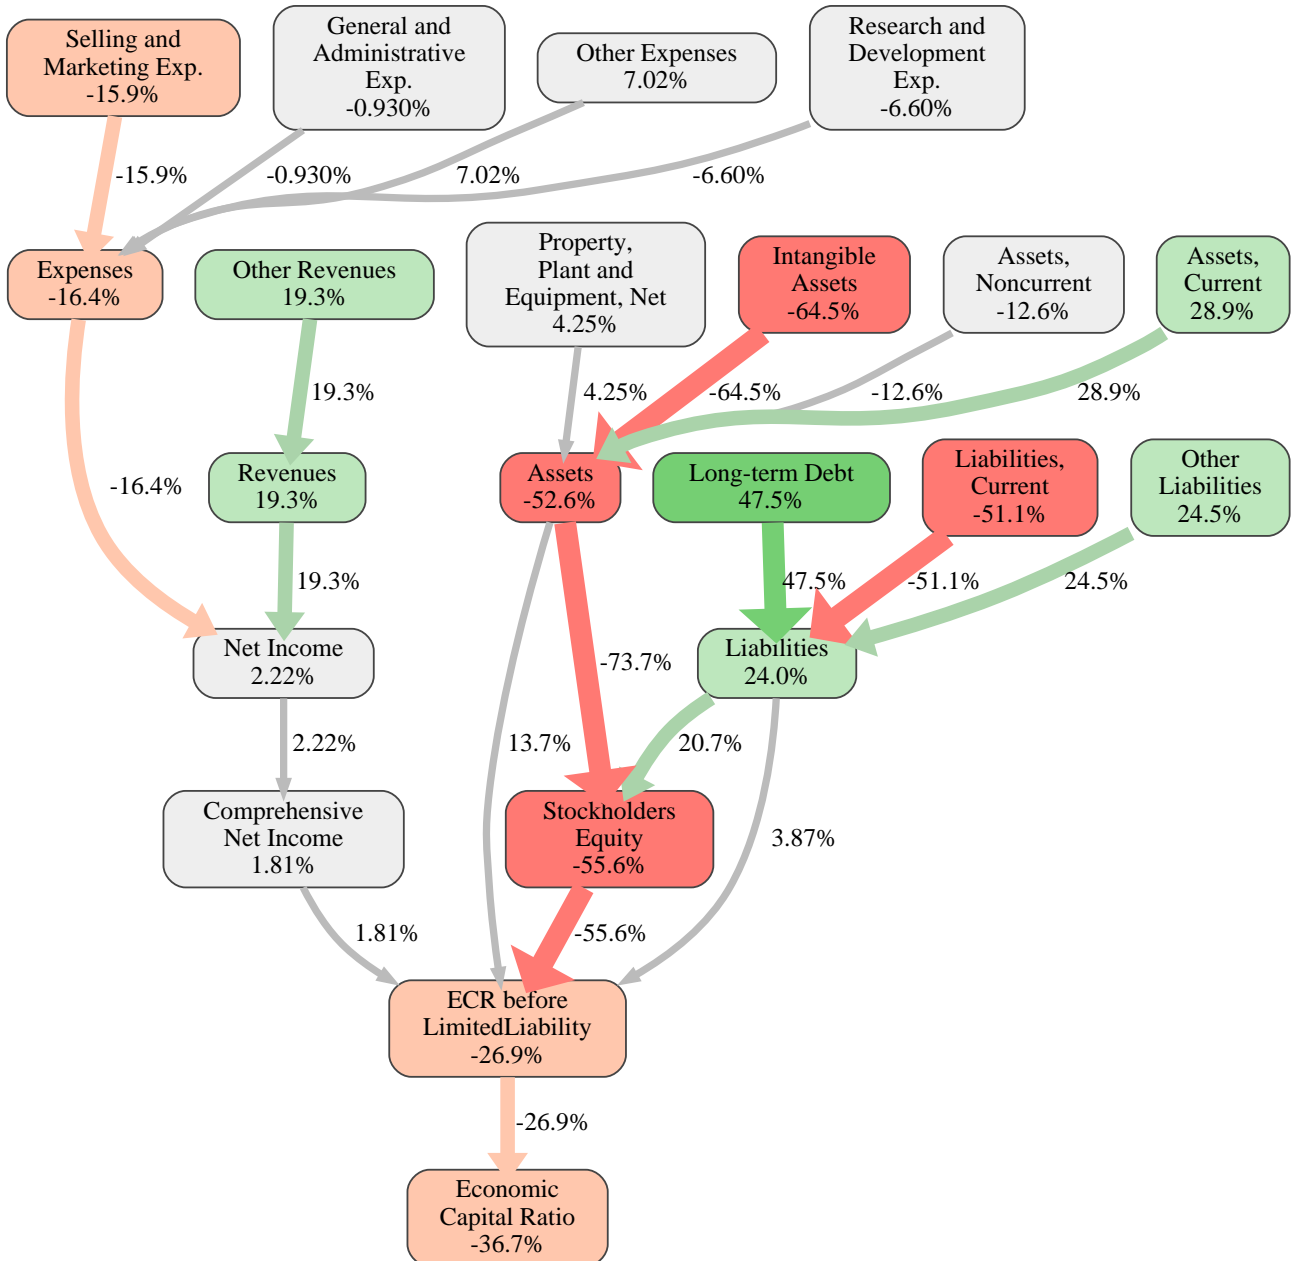 Selling and
Marketing Exp.
-15.9%
General and
Administrative
Exp.
-0.930%
Other Expenses
7.02%
Research and
Development
Exp.
-6.60%
-15.9%
-0.930%
7.02%
-6.60%
Expenses
-16.4%
Other Revenues
19.3%
Property,
Plant and
Equipment, Net
4.25%
Intangible
Assets
-64.5%
Assets,
Noncurrent
-12.6%
Assets,
Current
28.9%
19.3%
4.25%
-64.5%
-12.6%
28.9%
-16.4%
Revenues
19.3%
Assets
-52.6%
Long-term Debt
47.5%
Liabilities,
Current
-51.1%
Other
Liabilities
24.5%
19.3%
47.5%
-51.1%
24.5%
Net Income
2.22%
-73.7%
Liabilities
24.0%
2.22%
13.7%
20.7%
Comprehensive
Net Income
1.81%
Stockholders
Equity
-55.6%
3.87%
1.81%
-55.6%
ECR before
LimitedLiability
-26.9%
-26.9%
Economic
Capital Ratio
-36.7%